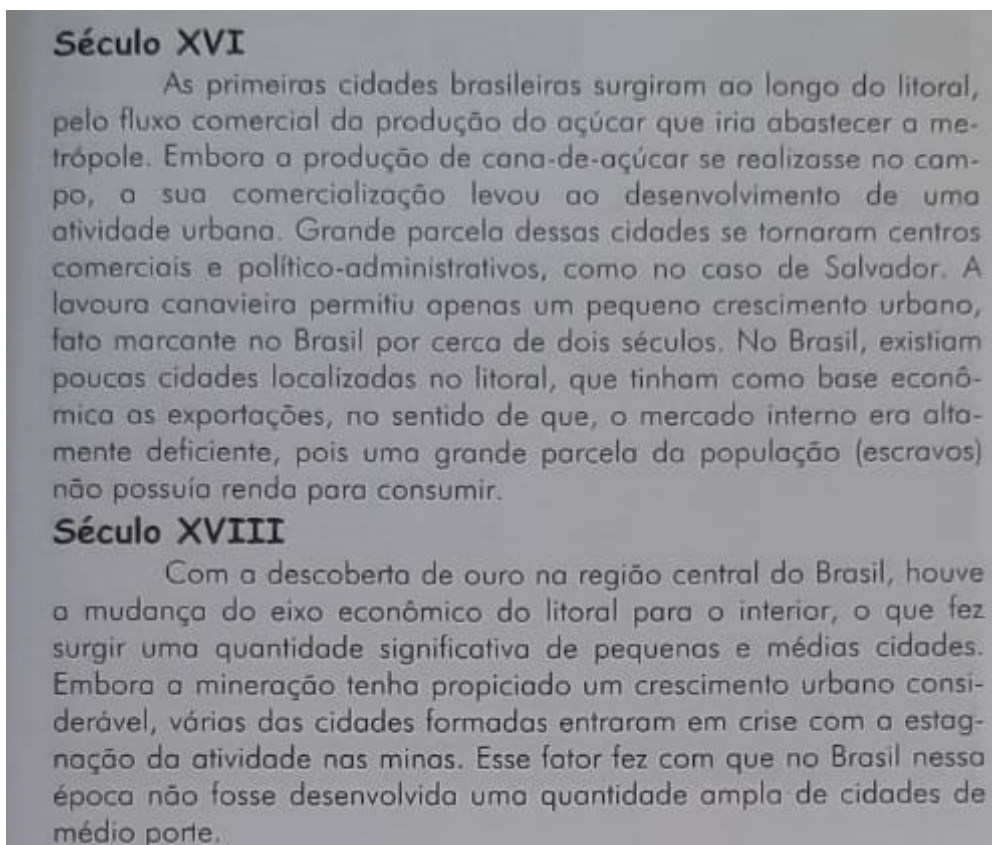 Século XVI
As primeiras cidades brasileiras surgiram ao longo do litoral,
pelo fluxo comercial da produção do açúcar que iria abastecer a me-
trópole. Embora a produção de cana-de-açúcar se realizasse no cam-
po, a sua comercialização levou ao desenvolvimento de uma
atividade urbana. Grande parcela dessas cidades se tornaram centros
comerciais e político-administrativos, como no caso de Salvador. A
lavoura canavieira permitiu apenas um pequeno crescimento urbano,
fato marcante no Brasil por cerca de dois séculos. No Brasil, existiam
poucas cidades localizadas no litoral, que tinham como base econô-
mica as exportações, no sentido de que, o mercado interno era alta-
mente deficiente, pois uma grande parcela da população (escravos)
não possuía renda para consumir.
Século XVIII
Com a descoberta de ouro na região central do Brasil, houve
a mudança do eixo econômico do litoral para o interior, o que fez
surgir uma quantidade significativa de pequenas e médias cidades.
Embora a mineração tenha propiciado um crescimento urbano consi-
derável, várias das cidades formadas entraram em crise com a estag-
nação da atividade nas minas. Esse fator fez com que no Brasil nessa
época não fosse desenvolvida uma quantidade ampla de cidades de
médio porte.